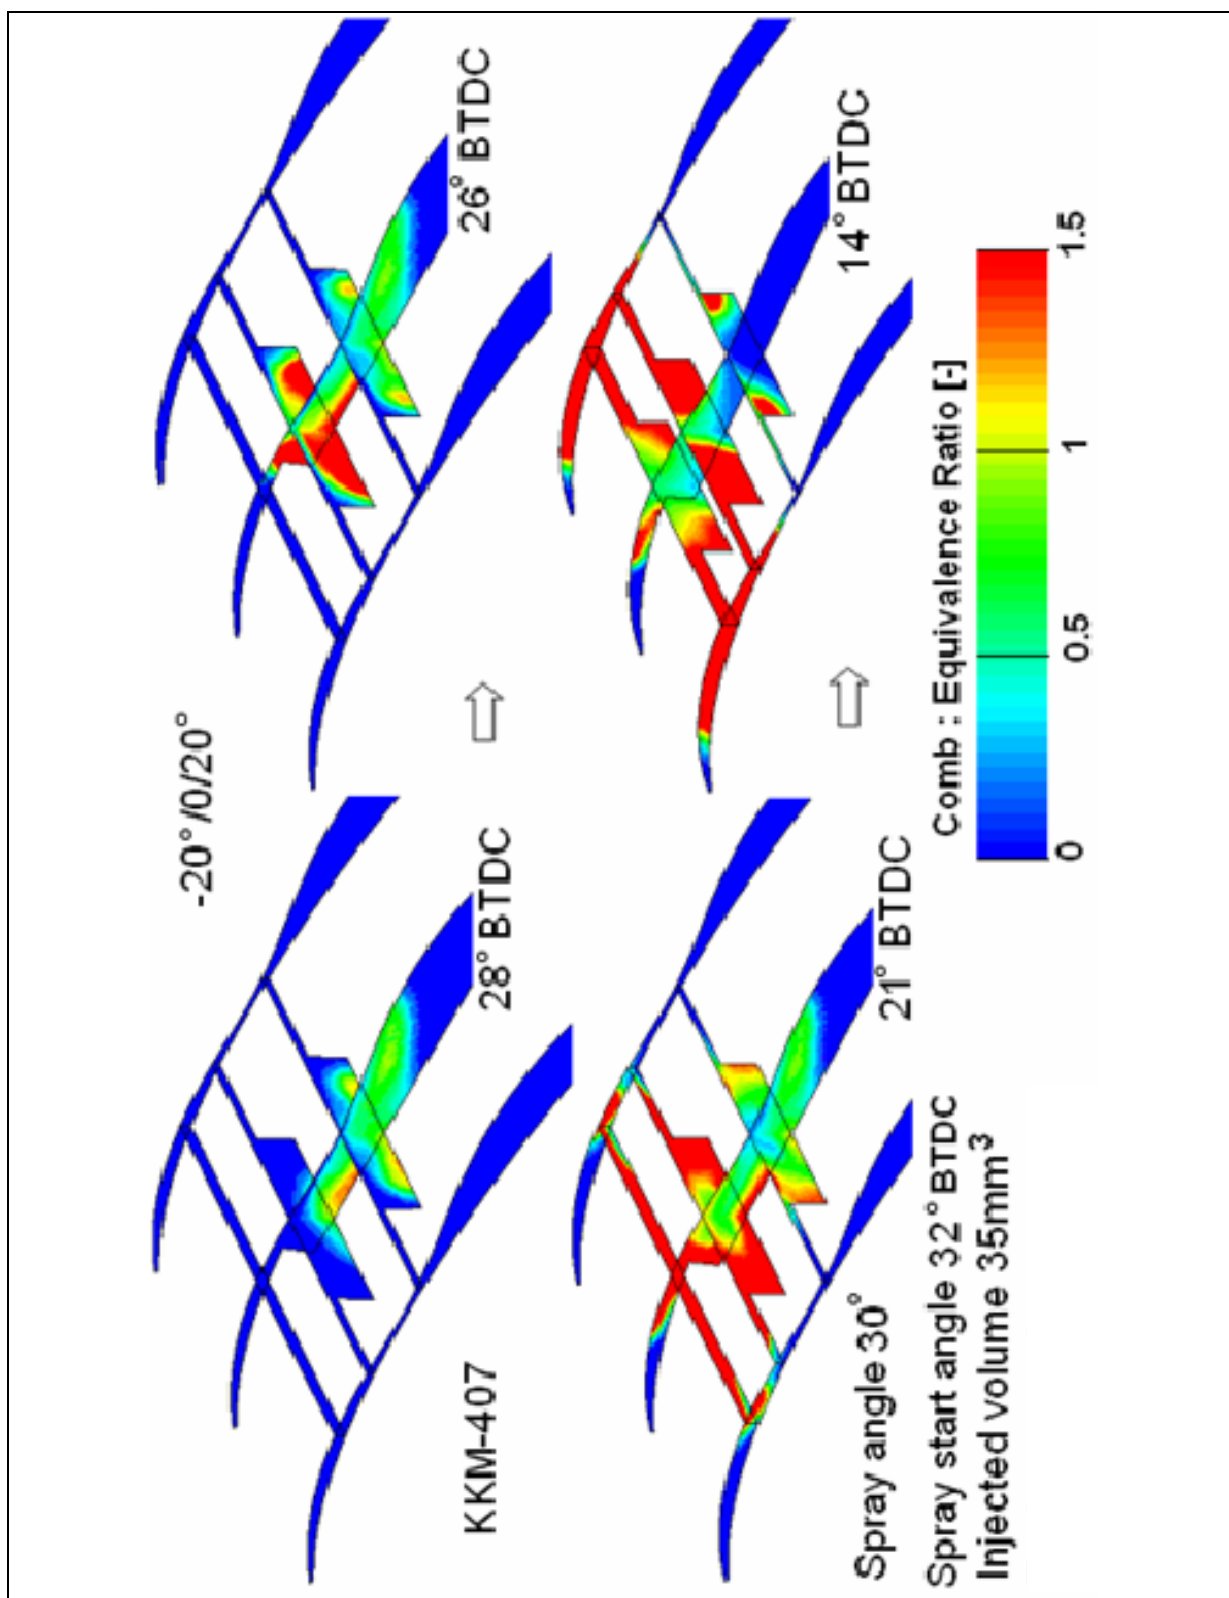 -20°/0/20°
KKM-407
28° BTDC
26° BTDC
Spray angle 30°
Spray start angle 32° BTDC
Injected volume 35mm³
21° BTDC
14° BTDC
Comb : Equivalence Ratio [-]
0
0.5
1
1.5